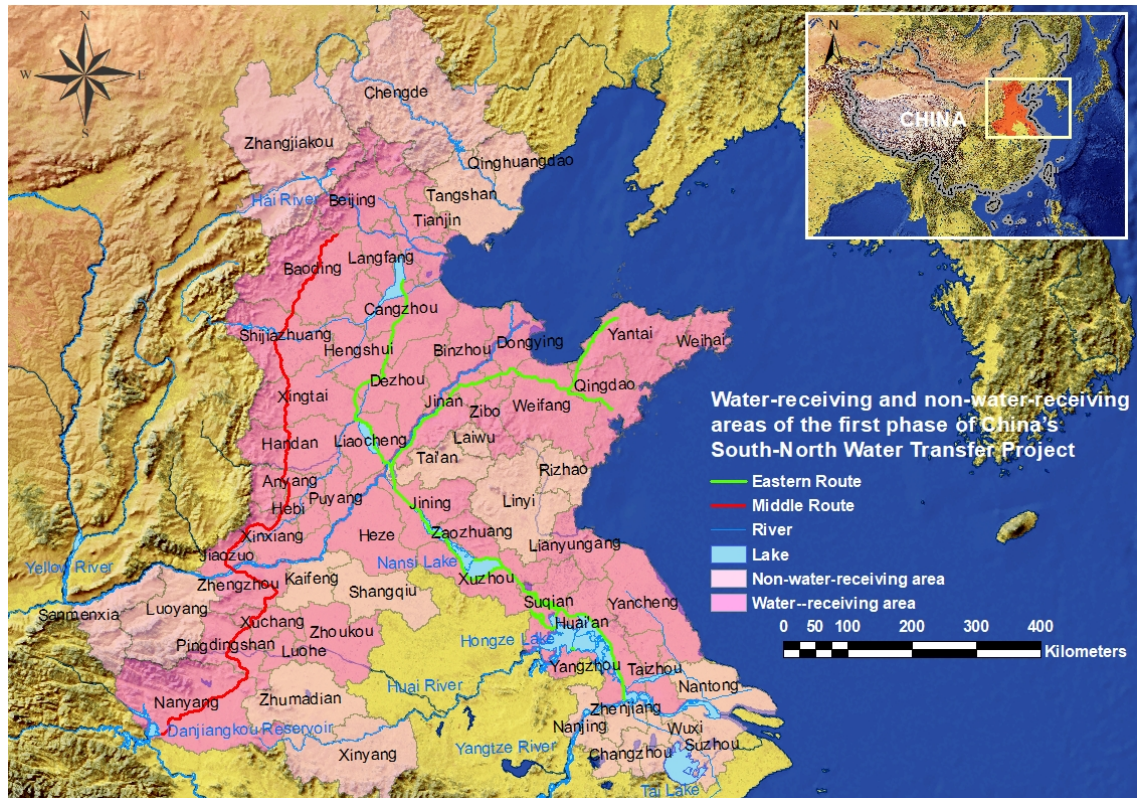 N
W
E
S
N
CHINA
Chengde
Zhangjiakou
Qinghuangdao
Hai River
Beijing
Tangshan
Tianjin
Baoding
Langfang
Cangzhou
Shijiazhuang
Hengshui
Binzhou
Dongying
Yantai
Weihai
Dezhou
Xingtai
Jinan
Zibo
Weifang
Qingdao
Handan
Liaocheng
Laiwu
Tai'an
Rizhao
Anyang
Puyang
Hebi
Jining
Linyi
Xinxiang
Heze
Zaozhuang
Lianyungang
Jiaozuo
Nansi Lake
Yellow River
Zhengzhou
Kaifeng
Shangqiu
Xuzhou
Sanmenxia
Luoyang
Suqian
Yancheng
Xuchang
Zhoukou
Huai'an
Pingdingshan
Luohe
Hongze Lake
Yangzhou
Taizhou
Nanyang
Zhumadian
Huai River
Nantong
Danjiangkou Reservoir
Zhenjiang
Nanjing
Wuxi
Xinyang
Yangtze River
Changzhou
Suzhou
Tai Lake
Water-receiving and non-water-receiving
areas of the first phase of China's
South-North Water Transfer Project
Eastern Route
Middle Route
River
Lake
Non-water-receiving area
Water--receiving area
0 50 100 200 300 400
Kilometers